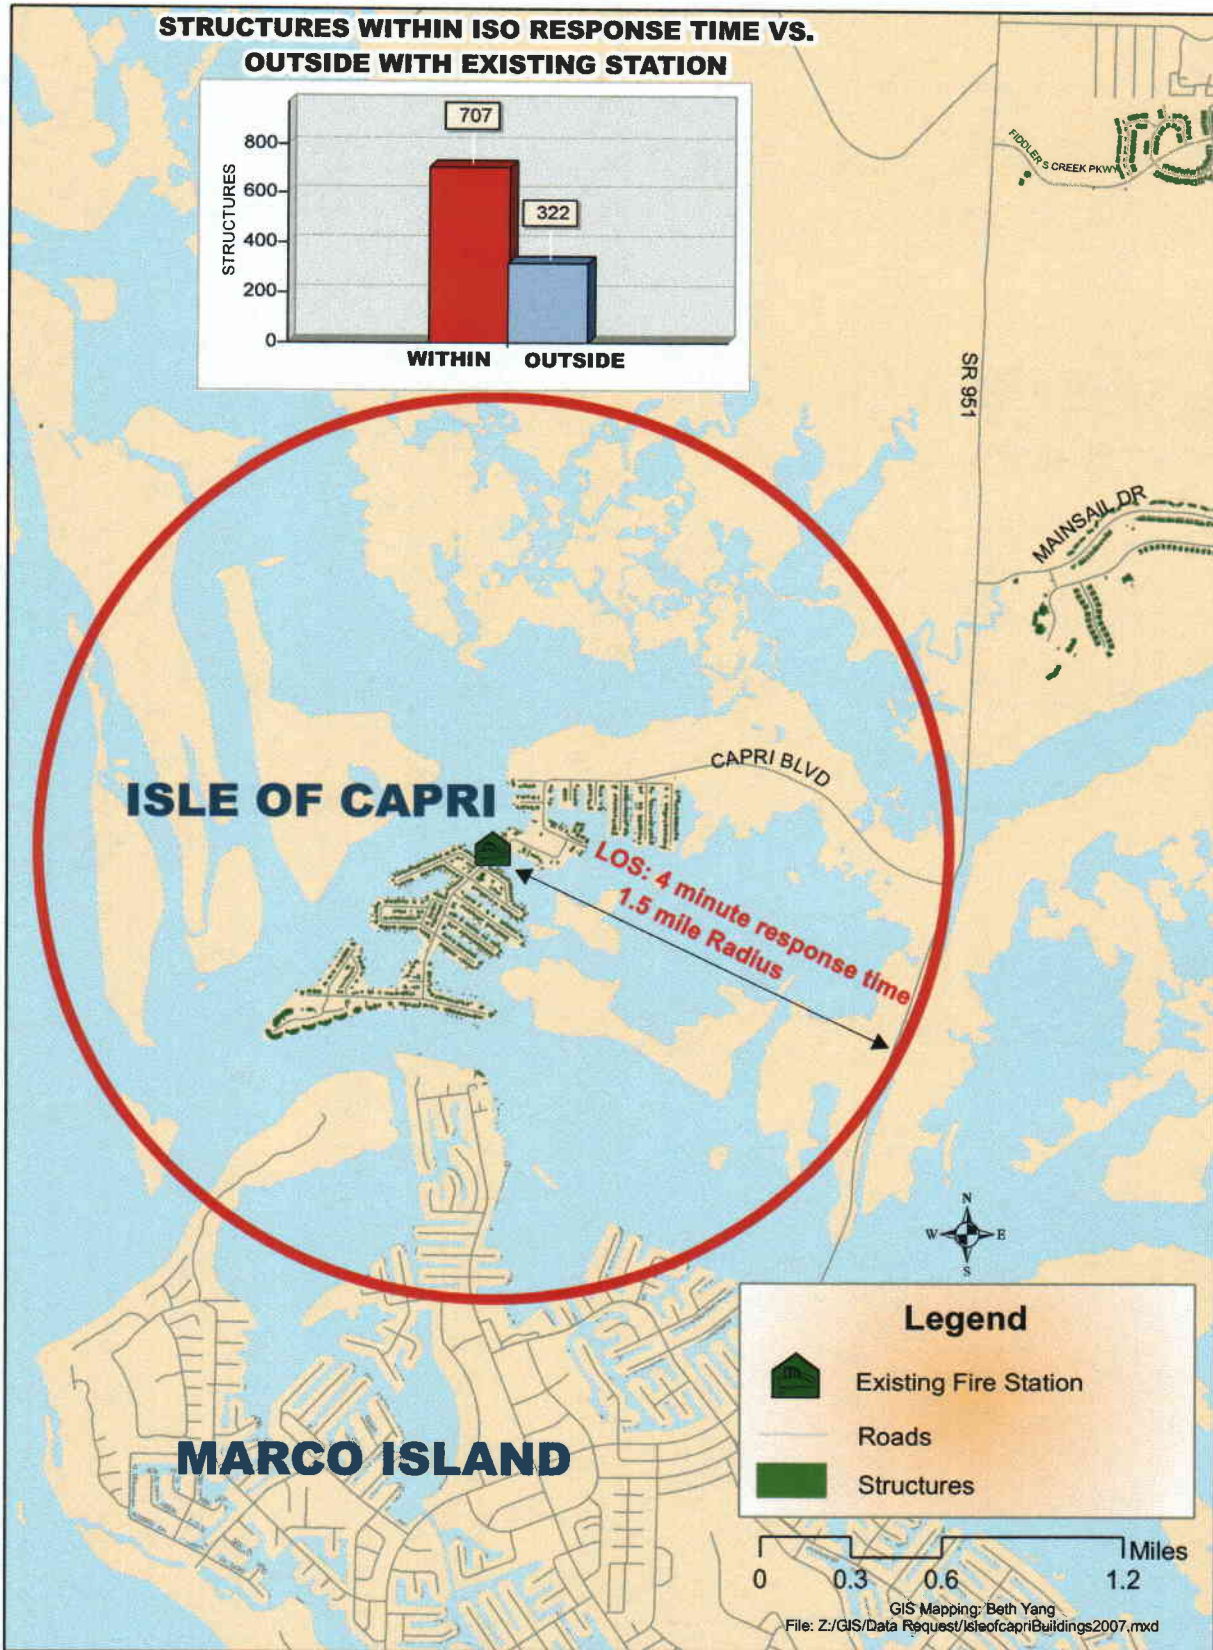 STRUCTURES WITHIN ISO RESPONSE TIME VS.
OUTSIDE WITH EXISTING STATION
707
322
800
600
400
200
0
STRUCTURES
WITHIN
OUTSIDE
FIDDLER'S CREEK PKWY
SR 951
MAINSAIL DR
CAPRI BLVD
ISLE OF CAPRI
LOS: 4 minute response time
1.5 mile Radius
N
W
E
S
MARCO ISLAND
Legend
Existing Fire Station
Roads
Structures
Miles
0
0.3
0.6
1.2
GIS Mapping: Beth Yang
File: Z:/GIS/Data Request/IsleofcapriBuildings2007.mxd